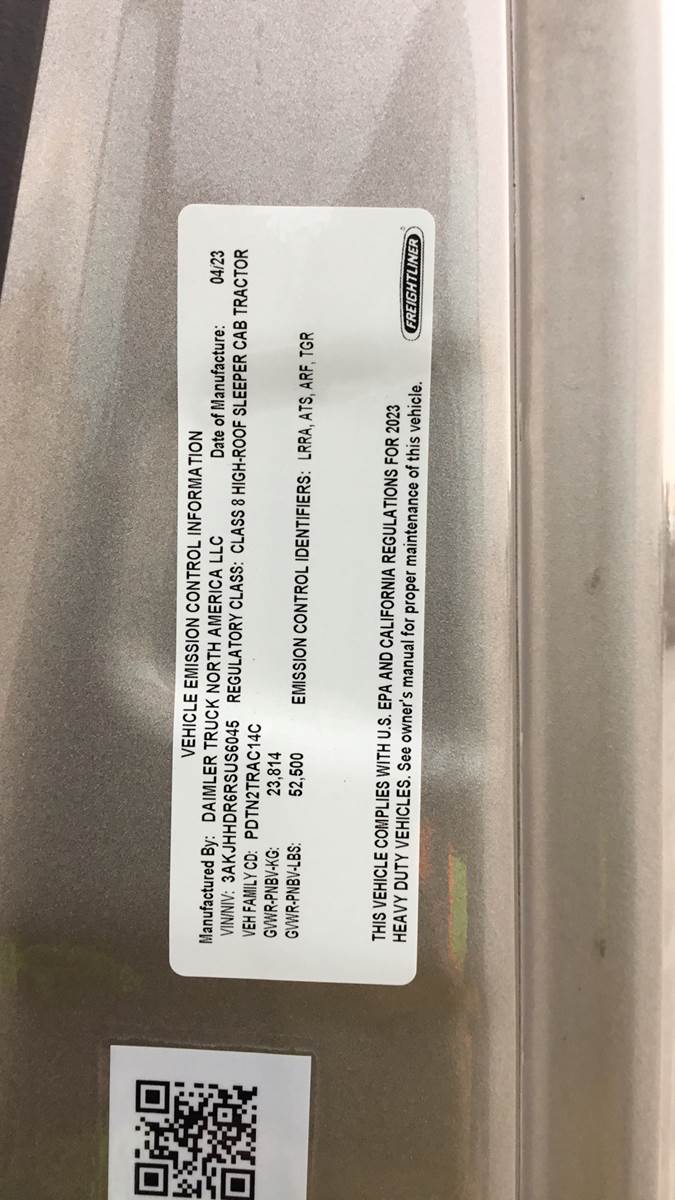 VEHICLE EMISSION CONTROL INFORMATION
Manufactured By: DAIMLER TRUCK NORTH AMERICA LLC Date of Manufacture: 04/23
VIN/NIV: 3AKJHHDR6RSUS6045 REGULATORY CLASS: CLASS 8 HIGH-ROOF SLEEPER CAB TRACTOR
VEH FAMILY CD: PDTN2TRAC14C
GVWR-PNBV-KG: 23,814
GVWR-PNBV-LBS: 52,500 EMISSION CONTROL IDENTIFIERS: LRRA, ATS, ARF, TGR
THIS VEHICLE COMPLIES WITH U.S. EPA AND CALIFORNIA REGULATIONS FOR 2023
HEAVY DUTY VEHICLES. See owner's manual for proper maintenance of this vehicle.
FREIGHTLINER